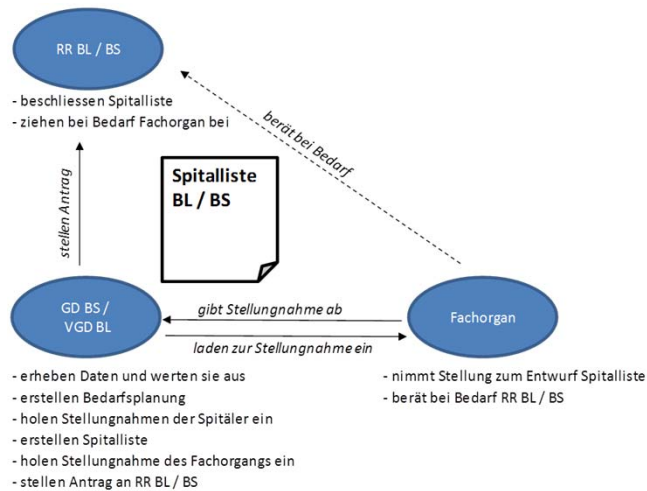 RR BL / BS
- beschliessen Spitalliste
- ziehen bei Bedarf Fachorgan bei
berät bei Bedarf
stellen Antrag
Spitalliste
BL / BS
GD BS /
VGD BL
gibt Stellungnahme ab
laden zur Stellungnahme ein
Fachorgan
- erheben Daten und werten sie aus
- erstellen Bedarfsplanung
- holen Stellungnahmen der Spitäler ein
- erstellen Spitalliste
- holen Stellungnahme des Fachorgangs ein
- stellen Antrag an RR BL / BS
- nimmt Stellung zum Entwurf Spitalliste
- berät bei Bedarf RR BL / BS